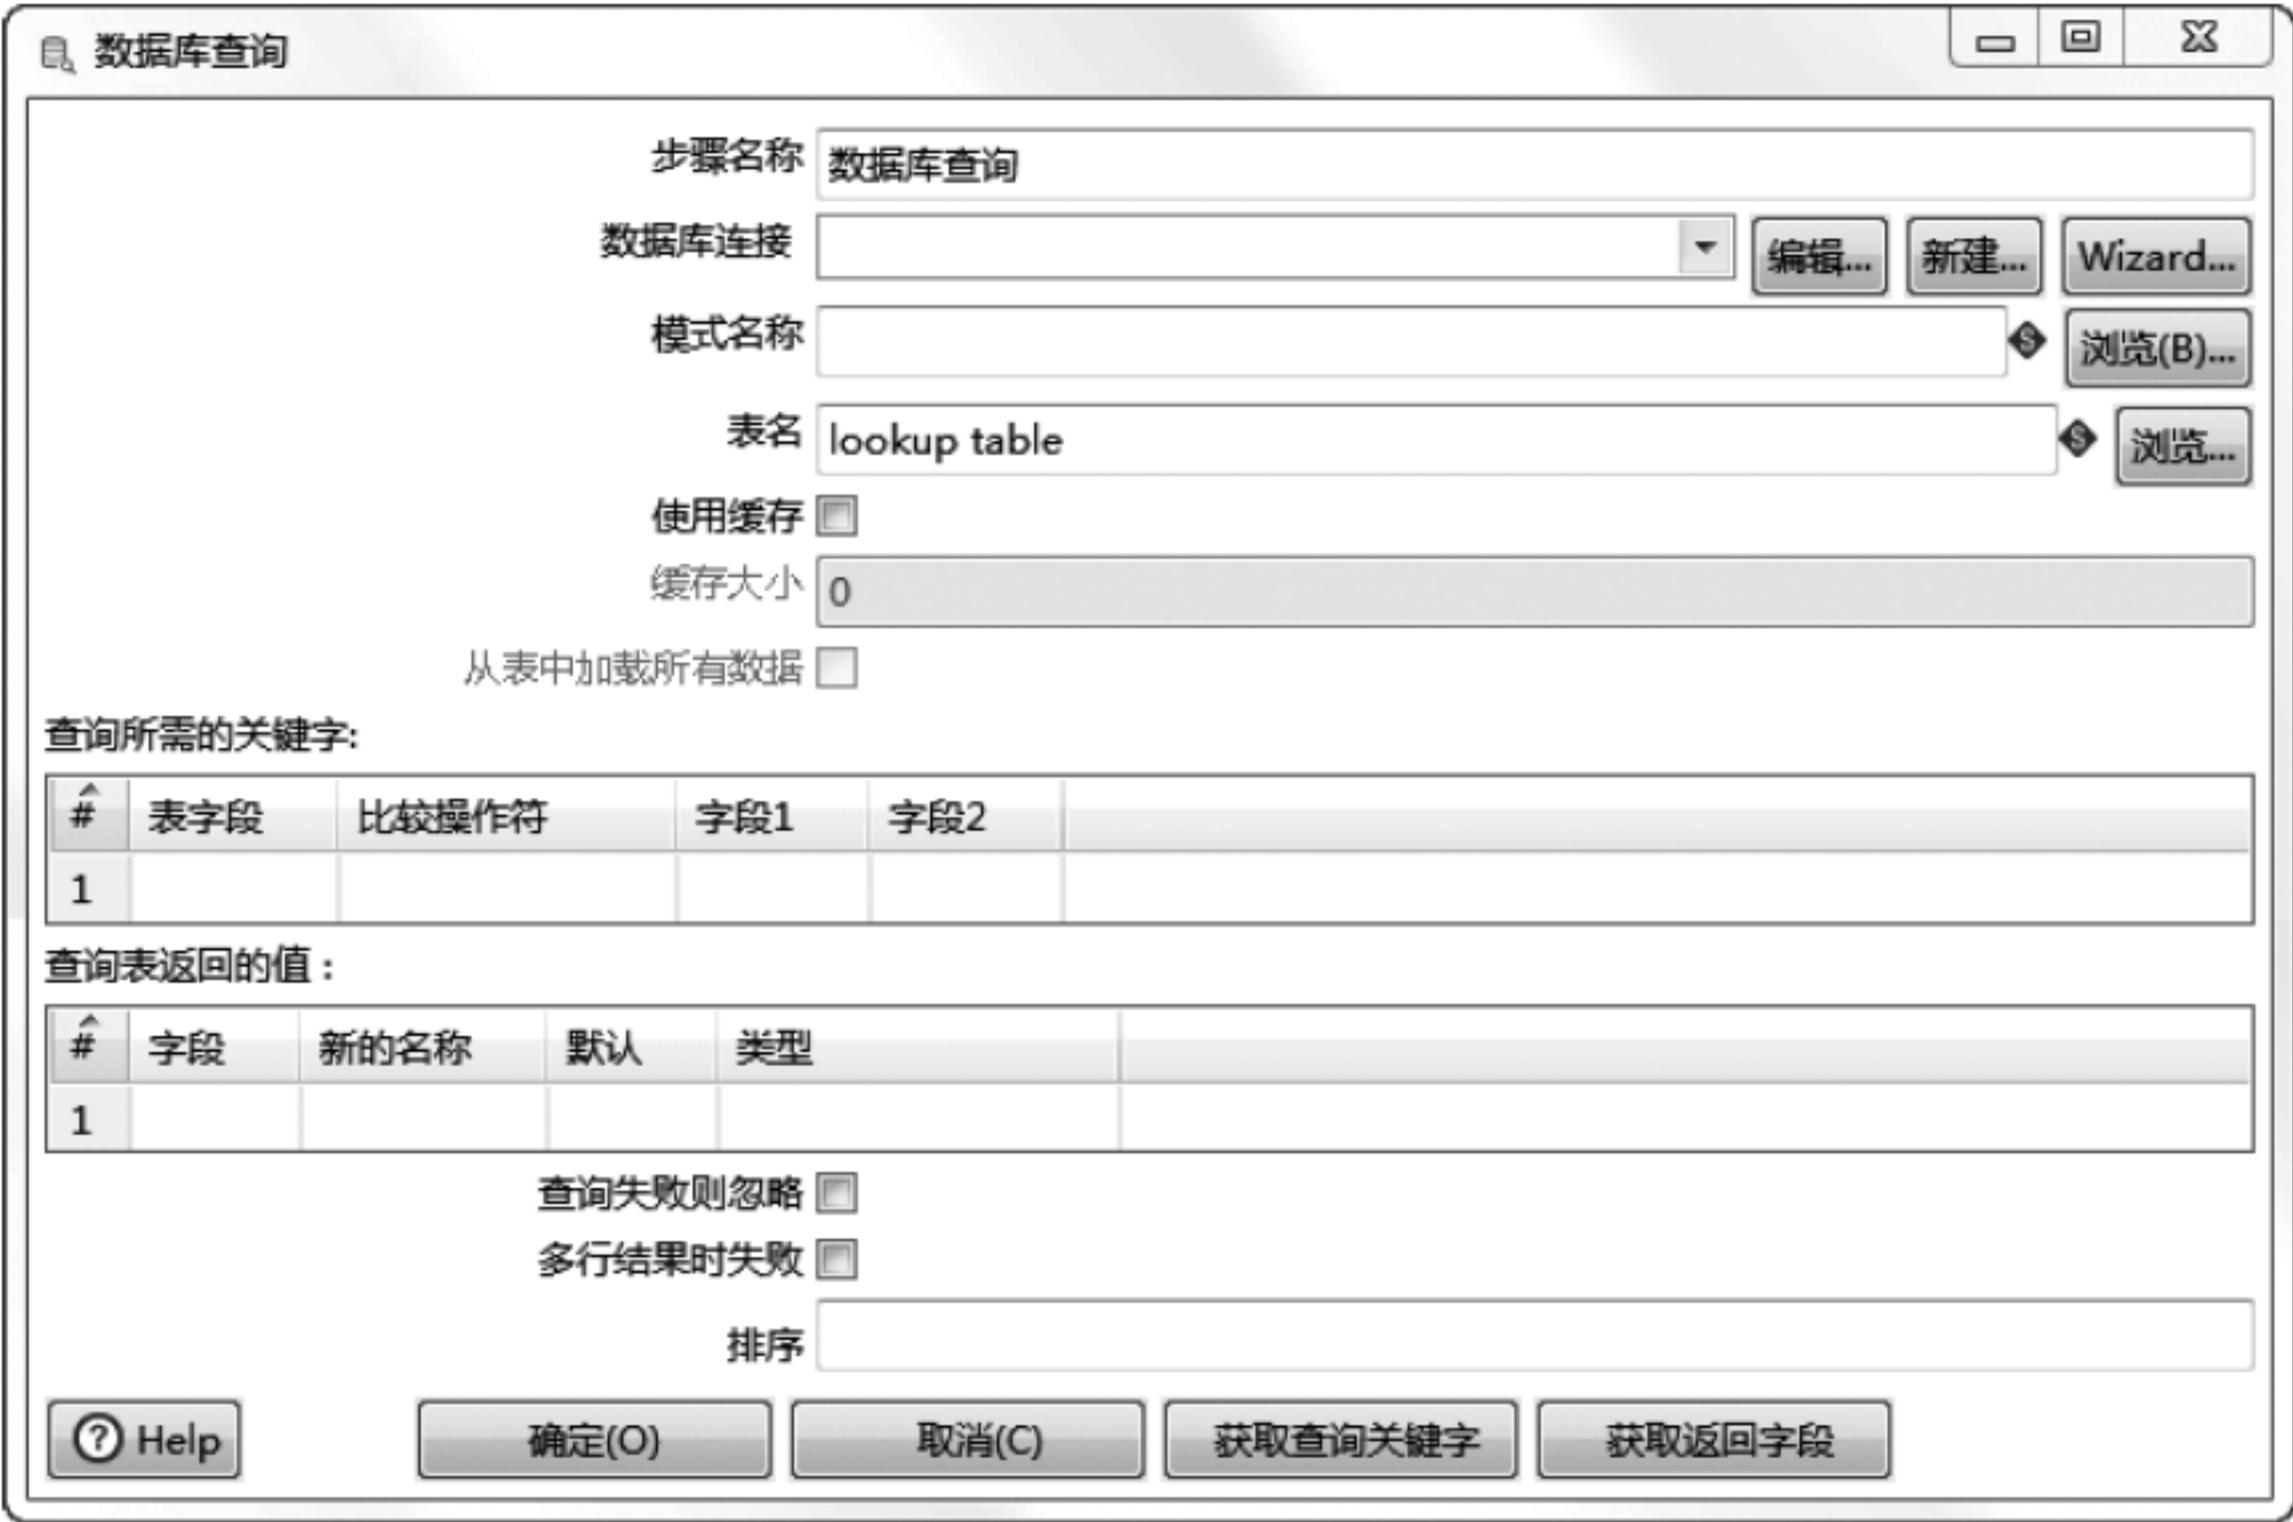 数据库查询
步骤名称 数据库查询
数据库连接 编辑... 新建... Wizard...
模式名称 浏览(B)...
表名 lookup table 浏览...
使用缓存
缓存大小 0
从表中加载所有数据
查询所需的关键字:
# 表字段 比较操作符 字段1 字段2
1
查询表返回的值：
# 字段 新的名称 默认 类型
1
查询失败则忽略
多行结果时失败
排序
Help 确定(O) 取消(C) 获取查询关键字 获取返回字段